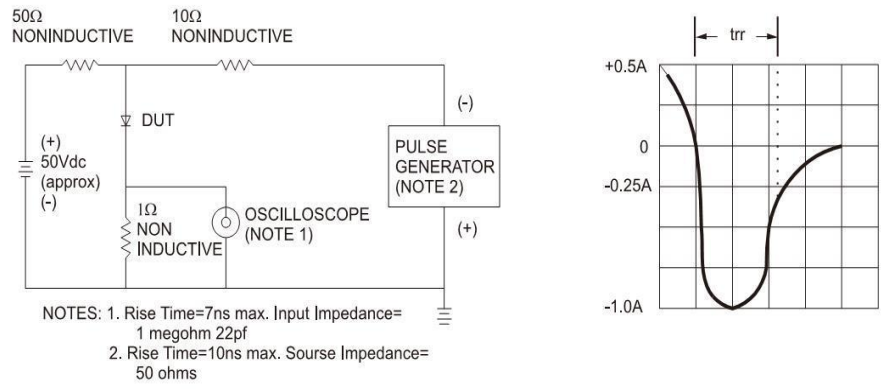 50Ω
NONINDUCTIVE
10Ω
NONINDUCTIVE
DUT
(+)
50Vdc
(approx)
(-)
1Ω
NON
INDUCTIVE
OSCILLOSCOPE
(NOTE 1)
(-)
PULSE
GENERATOR
(NOTE 2)
(+)
NOTES: 1. Rise Time=7ns max. Input Impedance=
1 megohm 22pf
2. Rise Time=10ns max. Sourse Impedance=
50 ohms
trr
+0.5A
0
-0.25A
-1.0A